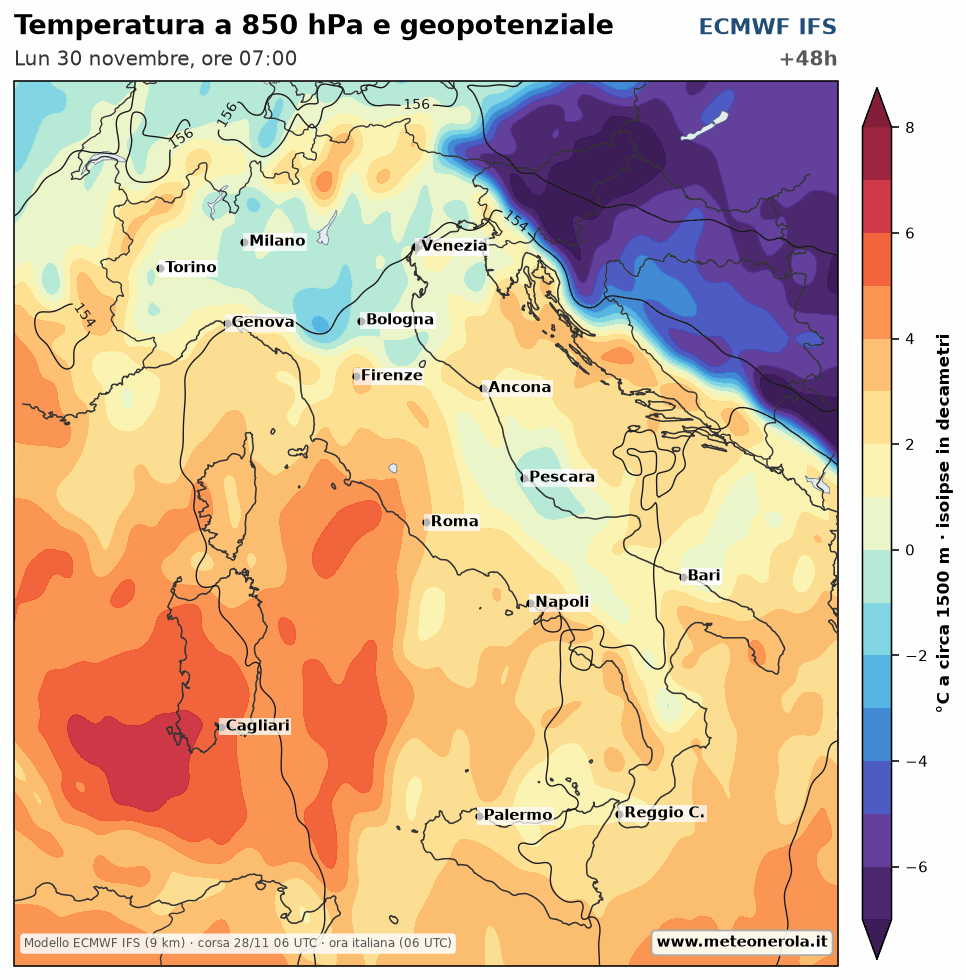 Temperatura a 850 hPa e geopotenziale
ECMWF IFS
Lun 30 novembre, ore 07:00
+48h
156
156
156
154
154
Milano
Venezia
Torino
Genova
Bologna
Firenze
Ancona
Pescara
Roma
Bari
Napoli
Cagliari
Palermo
Reggio C.
8
6
4
2
0
−2
−4
−6
°C a circa 1500 m · isoipse in decametri
Modello ECMWF IFS (9 km) · corsa 28/11 06 UTC · ora italiana (06 UTC)
www.meteonerola.it